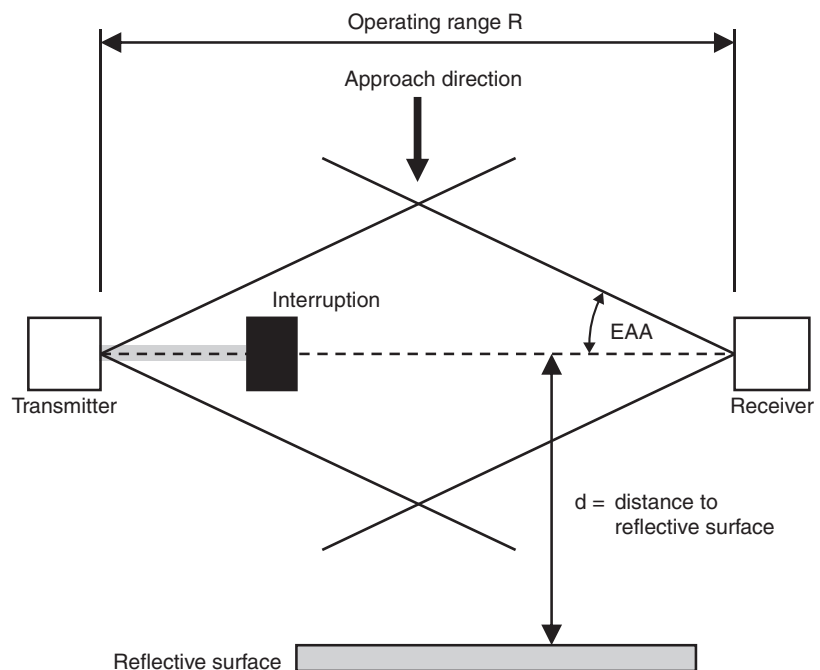 Operating range R
Approach direction
Interruption
EAA
Transmitter
Receiver
d = distance to
reflective surface
Reflective surface